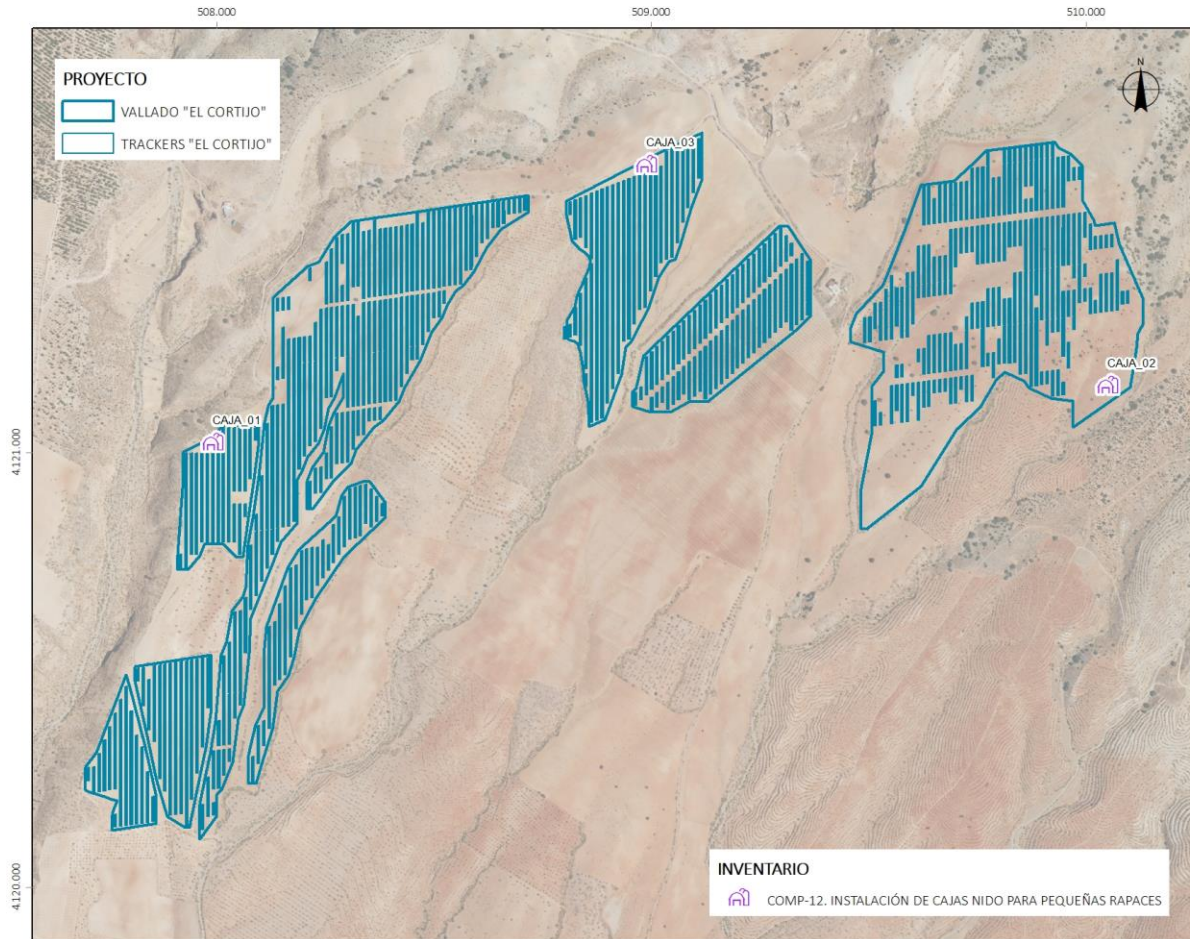 508.000
509.000
510.000
PROYECTO
VALLADO "EL CORTIJO"
TRACKERS "EL CORTIJO"
N
CAJA_03
CAJA_02
CAJA_01
4.121.000
4.120.000
INVENTARIO
COMP-12. INSTALACIÓN DE CAJAS NIDO PARA PEQUEÑAS RAPACES